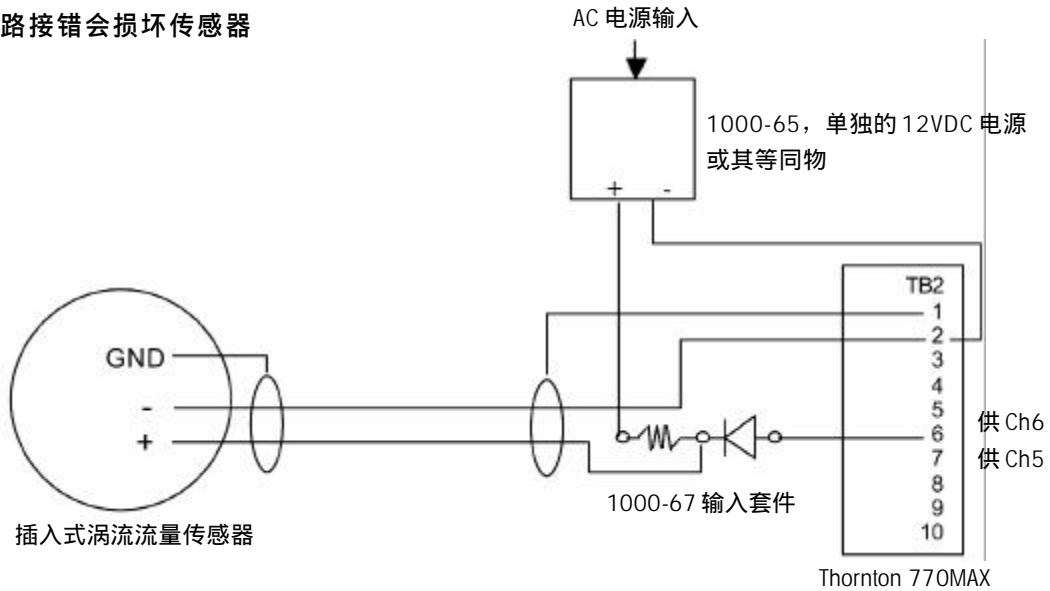 路接错会损坏传感器
AC 电源输入
1000-65，单独的 12VDC 电源
或其等同物
+ -
TB2
1
2
3
4
5
6
7
8
9
10
供 Ch6
供 Ch5
GND
-
+
1000-67 输入套件
插入式涡流流量传感器
Thornton 770MAX